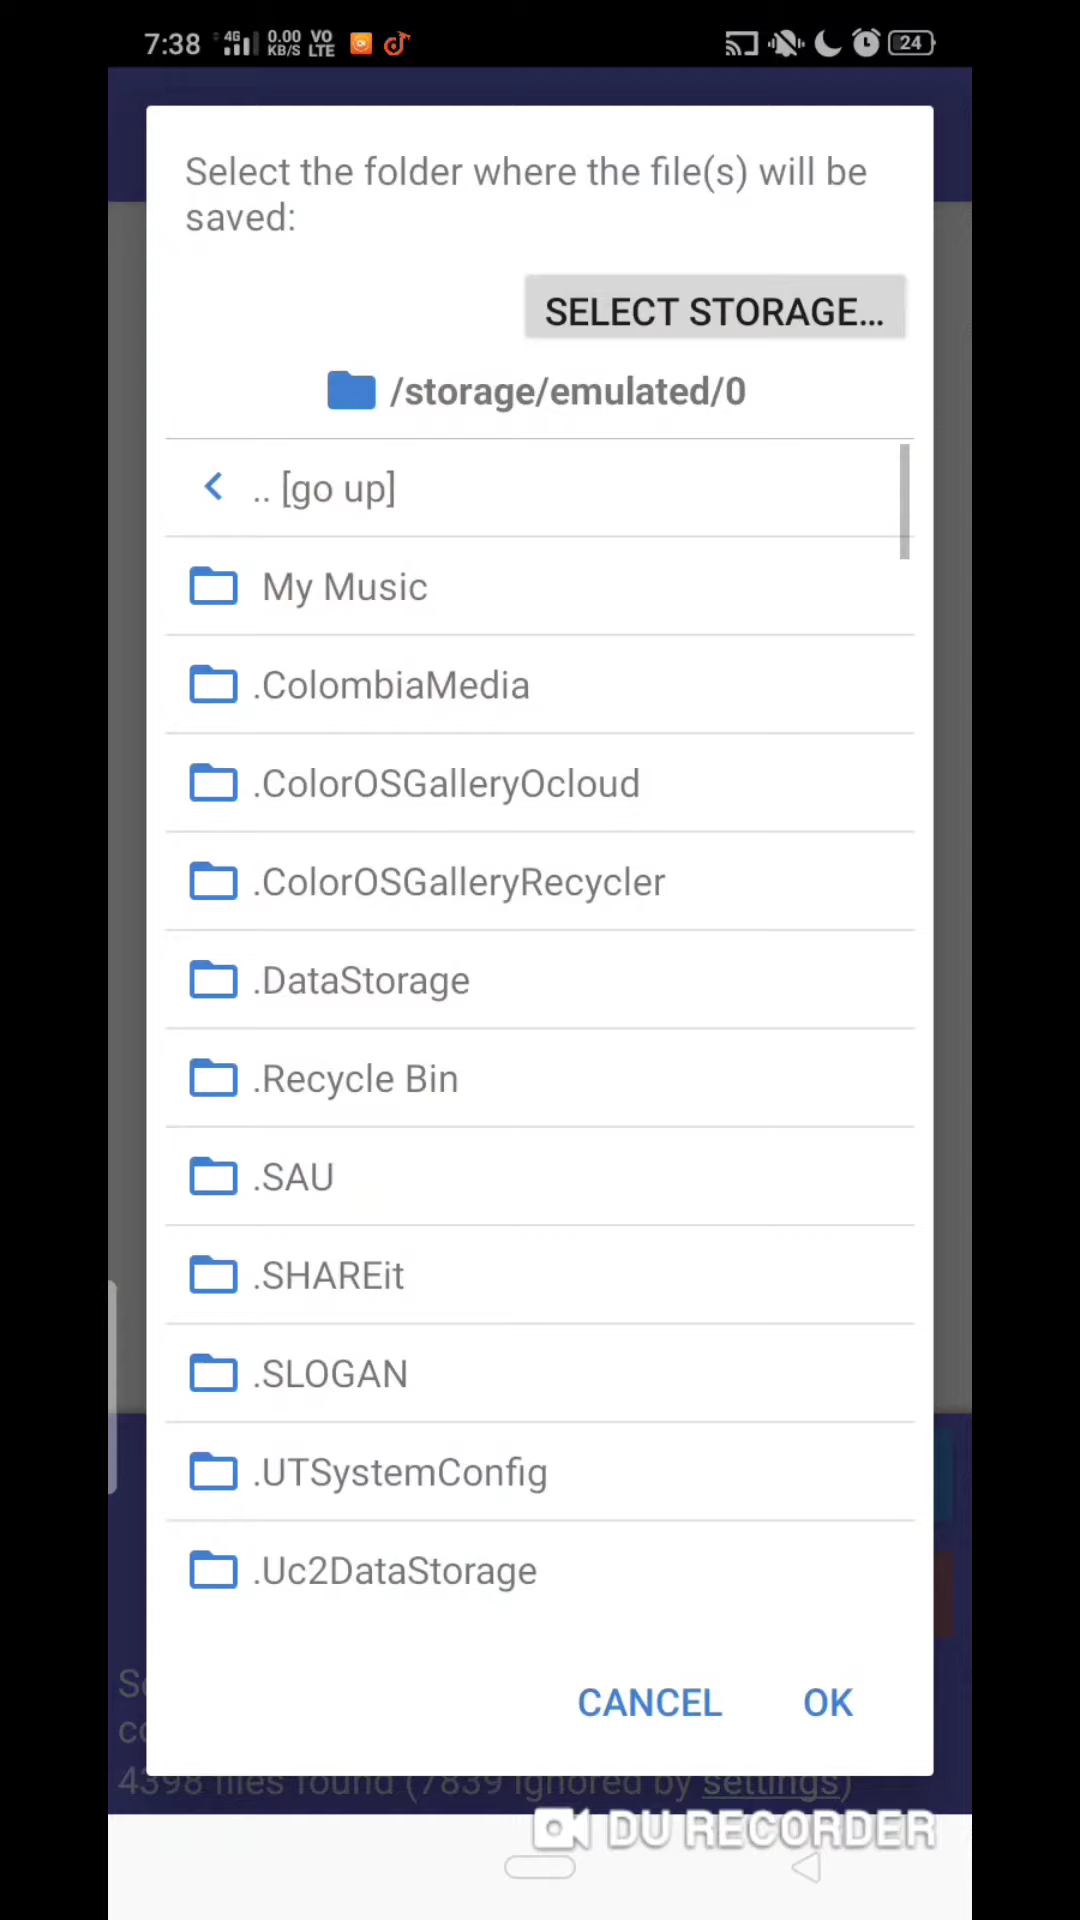 7:38 4G 0.00 KB/S VO LTE 24
Select the folder where the file(s) will be
saved:
SELECT STORAGE...
/storage/emulated/0
.. [go up]
My Music
.ColombiaMedia
.ColorOSGalleryOcloud
.ColorOSGalleryRecycler
.DataStorage
.Recycle Bin
.SAU
.SHAREit
.SLOGAN
.UTSystemConfig
.Uc2DataStorage
CANCEL OK
4398 files found (7839 ignored by settings)
DU RECORDER